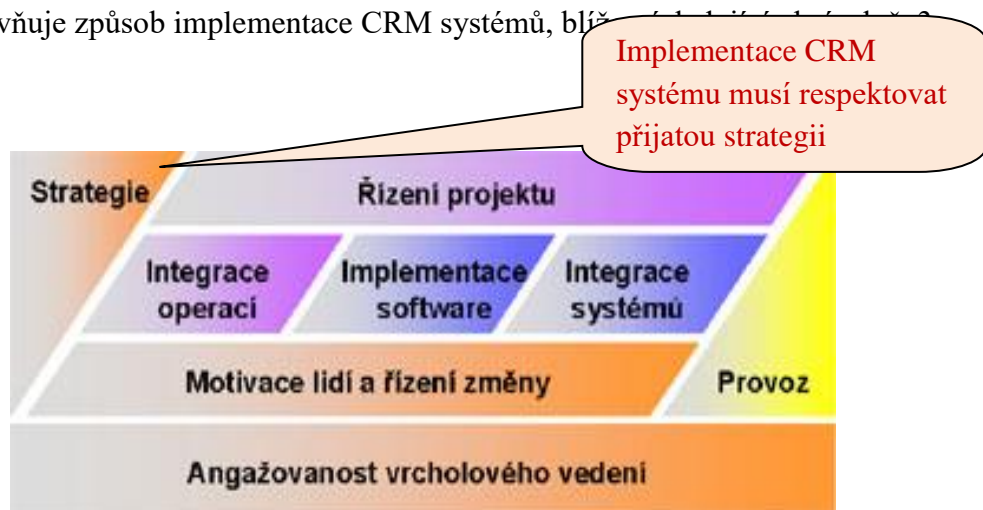 vňuje způsob implementace CRM systémů,
Implementace CRM
systému musí respektovat
přijatou strategii
Strategie
Řízení projektu
Integrace
operací
Implementace
software
Integrace
systémů
Motivace lidí a řízení změny
Provoz
Angažovanost vrcholového vedení